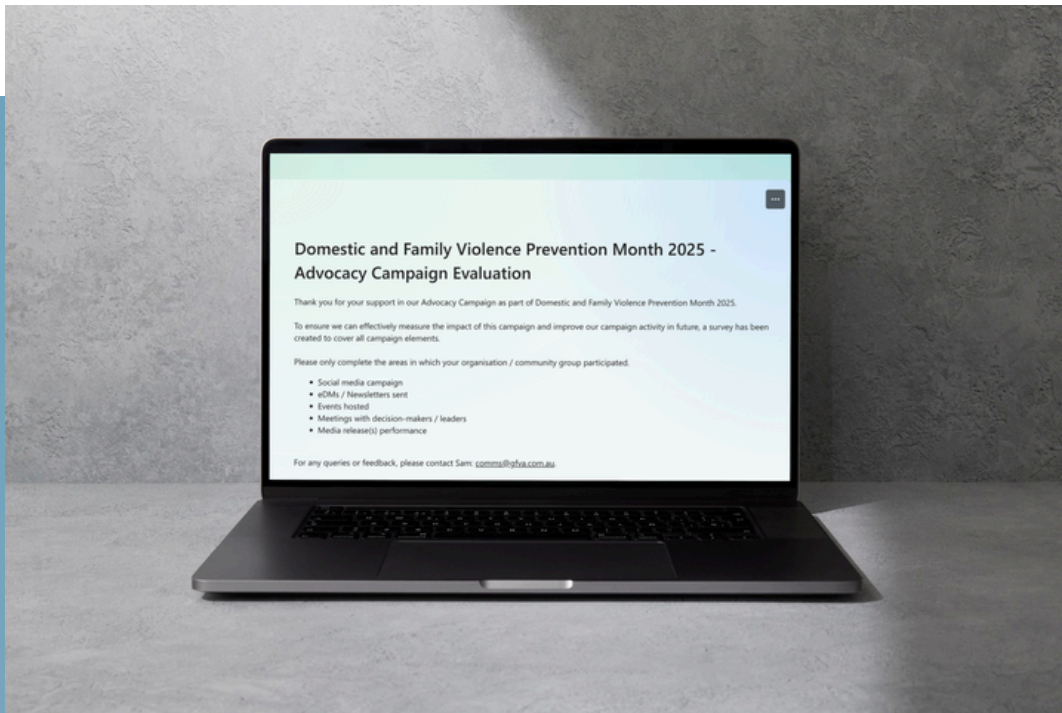 Domestic and Family Violence Prevention Month 2025 -
Advocacy Campaign Evaluation
Thank you for your support in our Advocacy Campaign as part of Domestic and Family Violence Prevention Month 2025.
To ensure we can effectively measure the impact of this campaign and improve our campaign activity in future, a survey has been
created to cover all campaign elements.
Please only complete the areas in which your organisation / community group participated.
• Social media campaign
• eDMs / Newsletters sent
• Events hosted
• Meetings with decision-makers / leaders
• Media release(s) performance
For any queries or feedback, please contact Sam: comms@gfva.com.au.